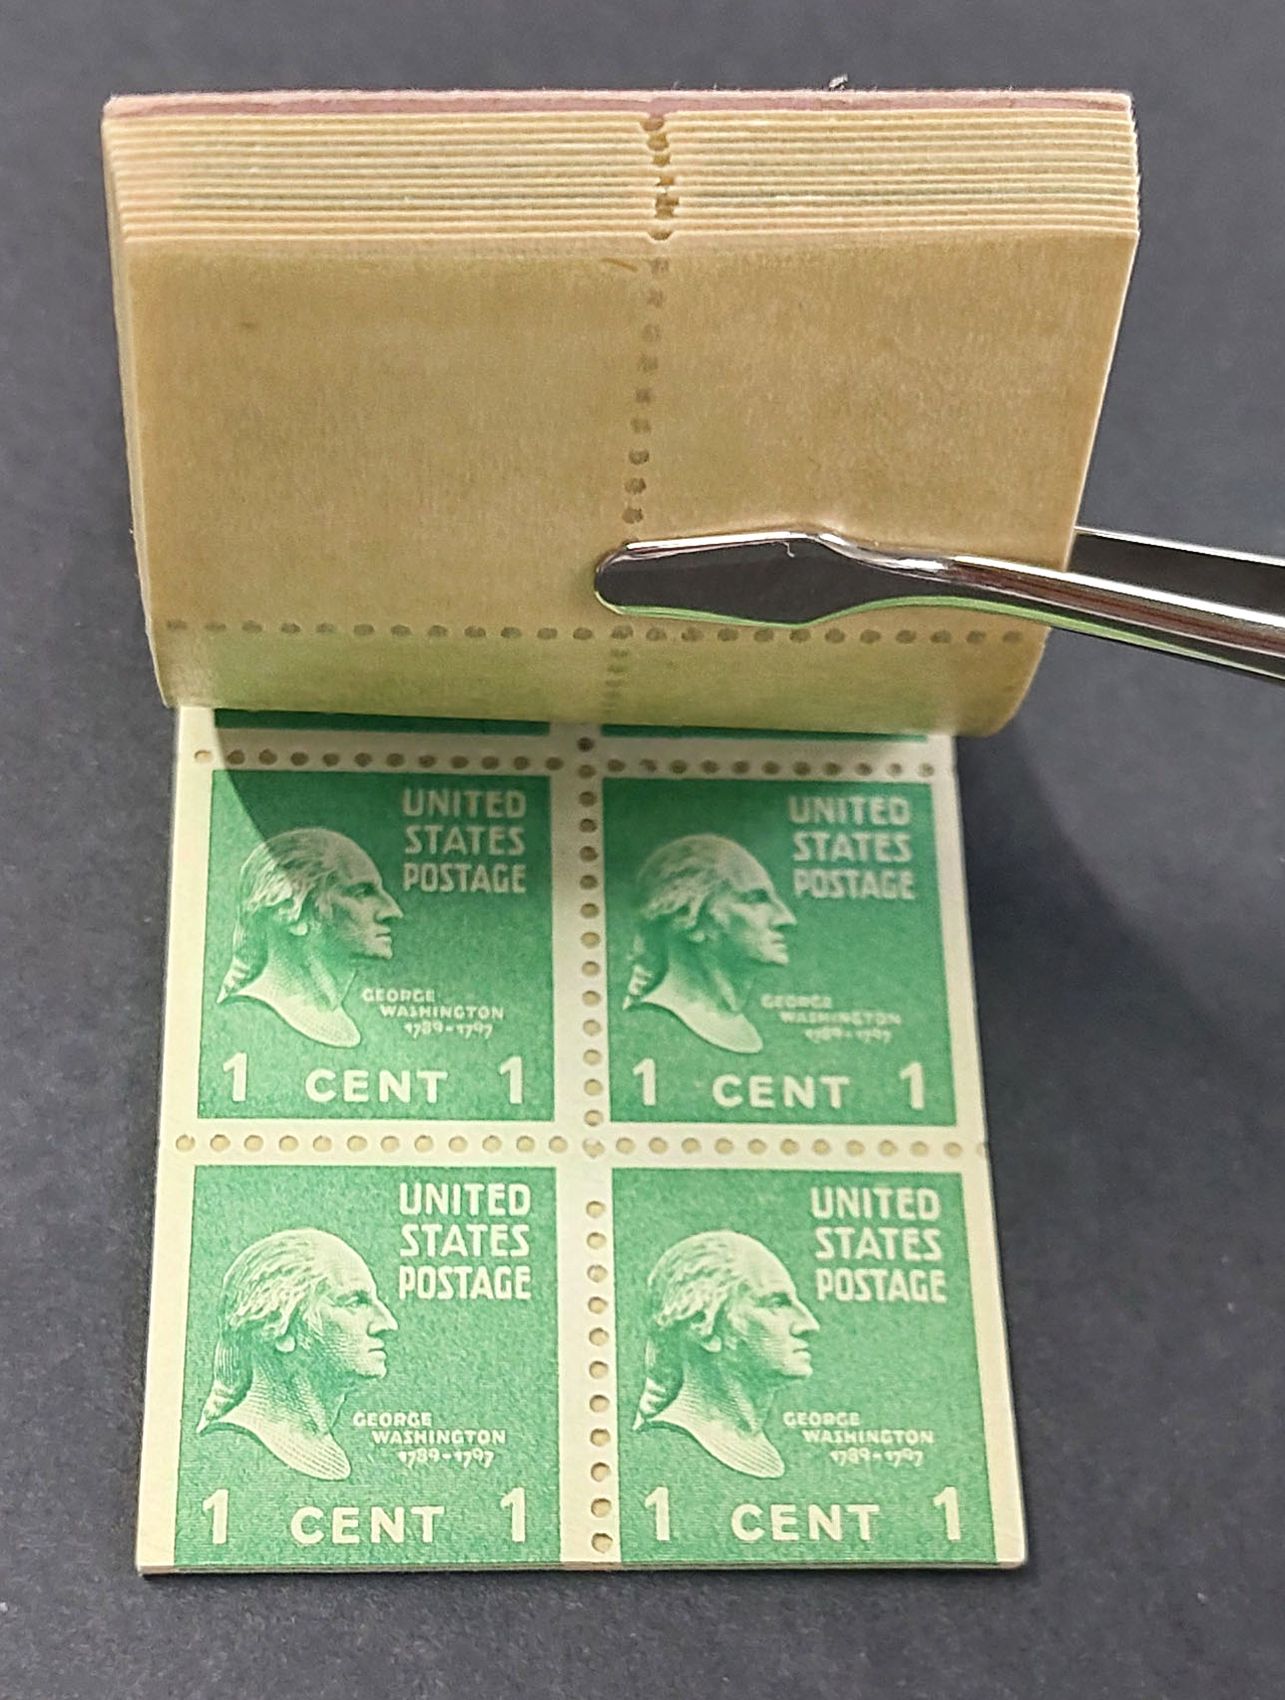 UNITED
STATES
POSTAGE
GEORGE
WASHINGTON
1789-1797
1 CENT 1
UNITED
STATES
POSTAGE
GEORGE
WASHINGTON
1789-1797
1 CENT 1
UNITED
STATES
POSTAGE
GEORGE
WASHINGTON
1789-1797
1 CENT 1
UNITED
STATES
POSTAGE
GEORGE
WASHINGTON
1789-1797
1 CENT 1